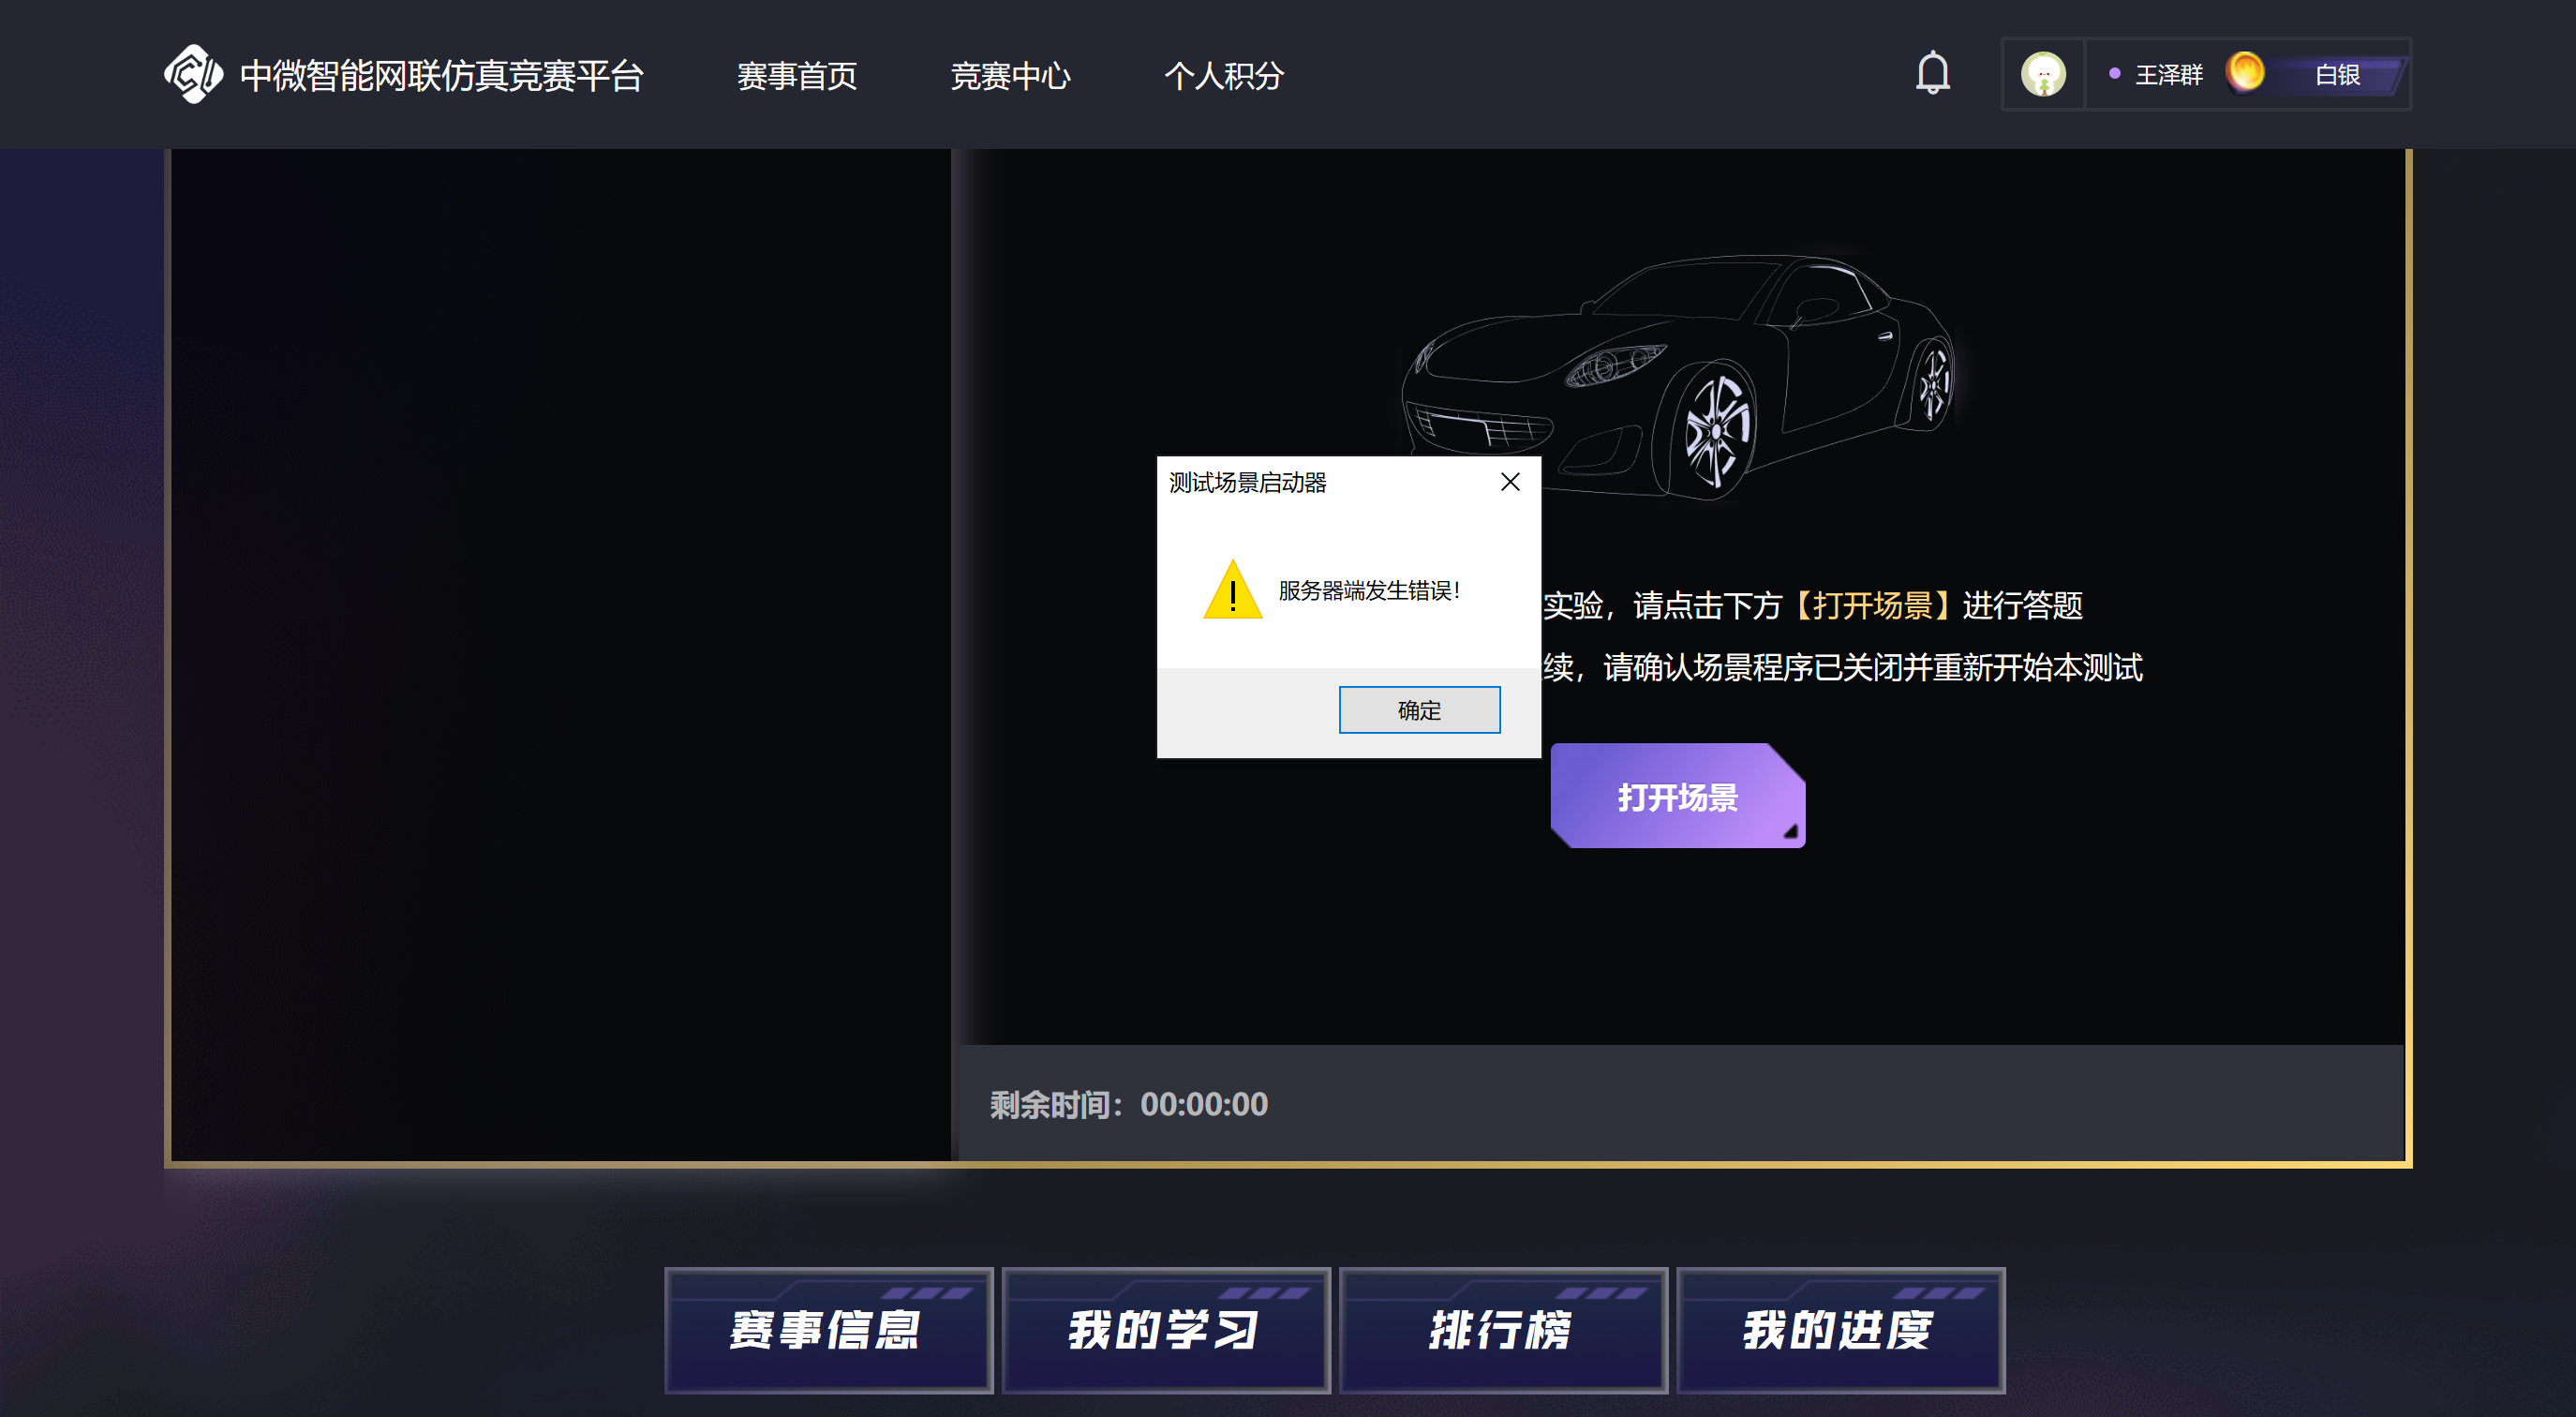 中微智能网联仿真竞赛平台 赛事首页 竞赛中心 个人积分 王泽群 白银
测试场景启动器
服务器端发生错误!
确定
实验，请点击下方【打开场景】进行答题
续，请确认场景程序已关闭并重新开始本测试
打开场景
剩余时间：00:00:00
赛事信息 我的学习 排行榜 我的进度